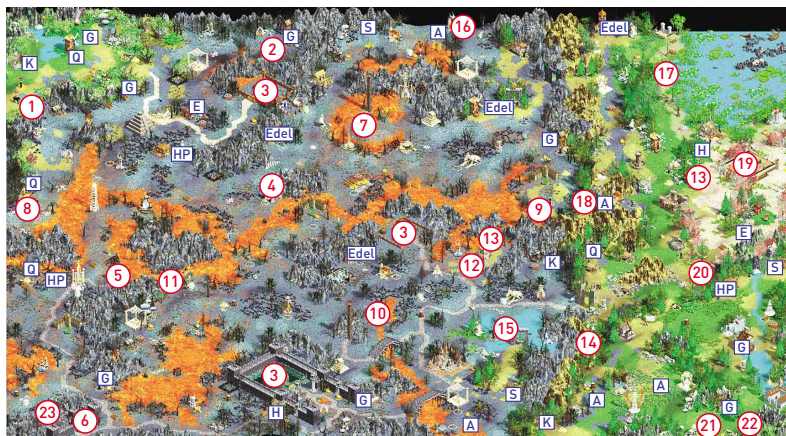 G S A 16 Edel
2
K Q 17
G 3
1 E 7 Edel
Edel G H
HP 13 19
Q 4
8 9 18 A
3 13 E
Q HP 5 11 Edel 12 K Q 20 S
HP
10
15 14 G
3
G S A A
23 6 H G A K G
21 22